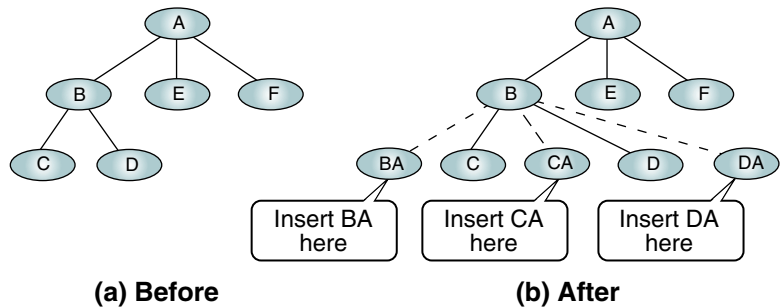 A
B
E
F
C
D
(a) Before
A
B
E
F
BA
C
CA
D
DA
Insert BA
here
Insert CA
here
Insert DA
here
(b) After